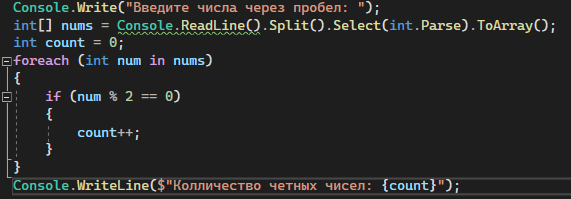 Console.Write("Введите числа через пробел: ");
int[] nums = Console.ReadLine().Split().Select(int.Parse).ToArray();
int count = 0;
foreach (int num in nums)
{
if (num % 2 == 0)
{
count++;
}
}
Console.WriteLine($"Колличество четных чисел: {count}");